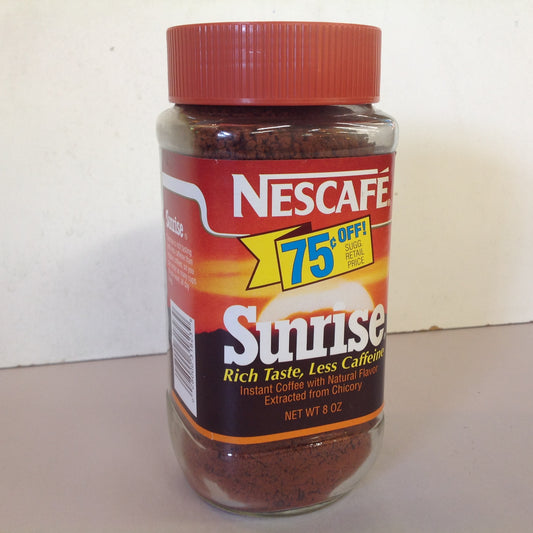 NESCAFÉ
75¢ OFF!
SUGG.
RETAIL
PRICE
Sunrise
Rich Taste, Less Caffeine
Instant Coffee with Natural Flavor
Extracted from Chicory
NET WT 8 OZ
Sunrise